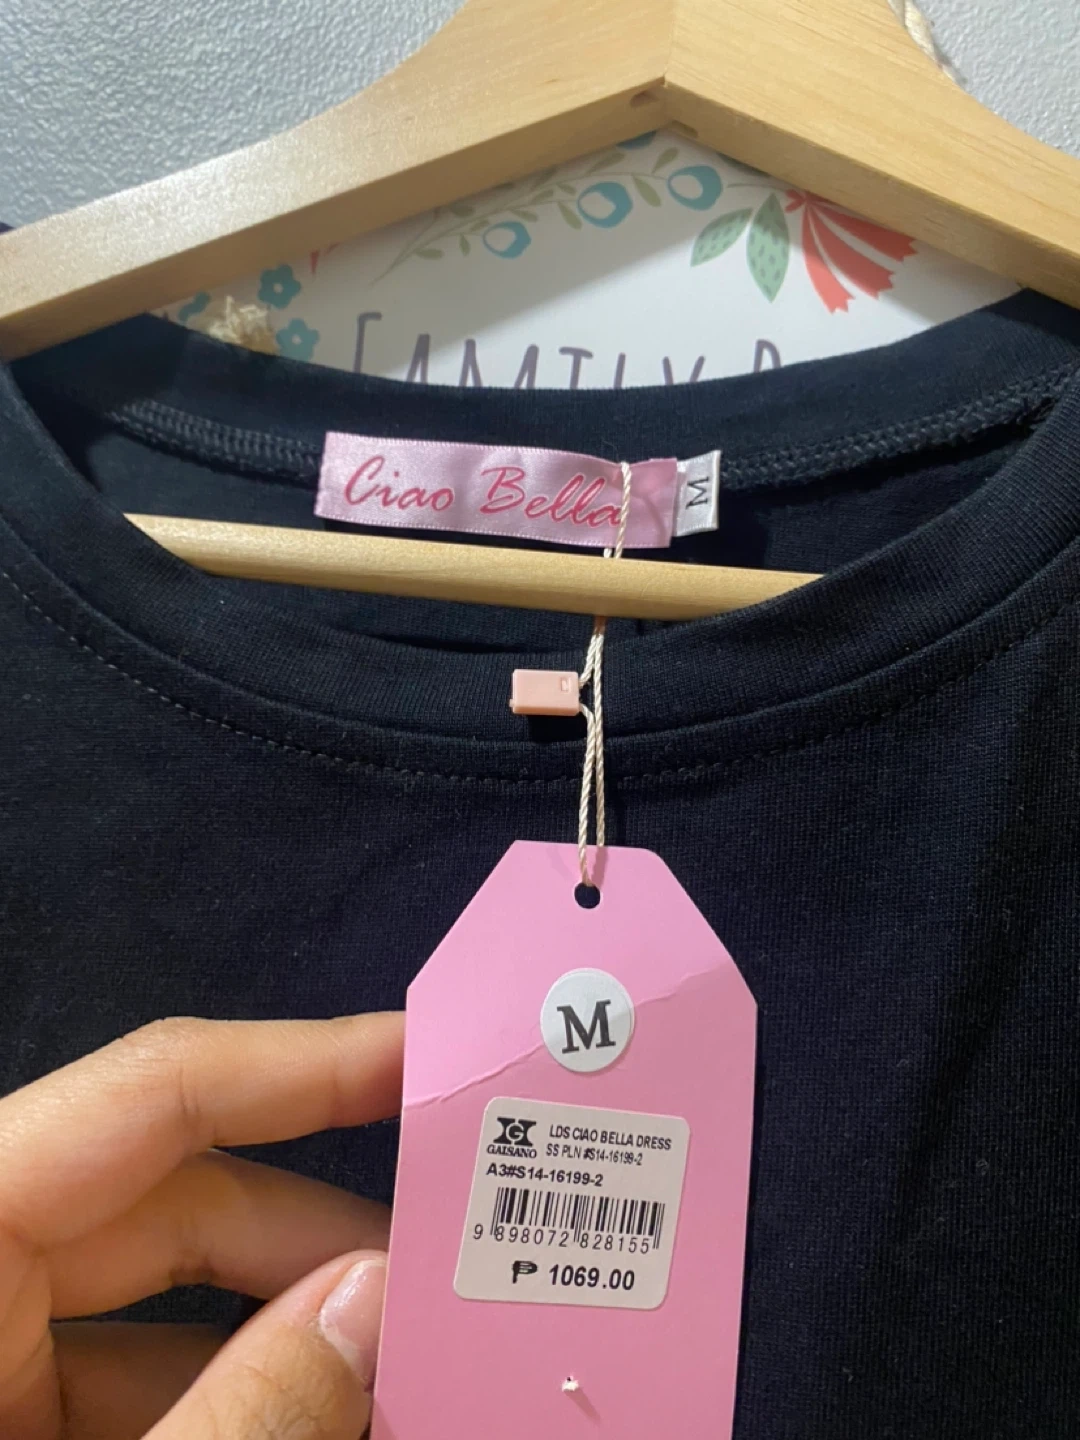 FAMILY
Ciao Bella
M
M
G
GAISANO
LDS CIAO BELLA DRESS
SS PLN #S14-16199-2
A3#S14-16199-2
9 898072 828155
₱ 1069.00